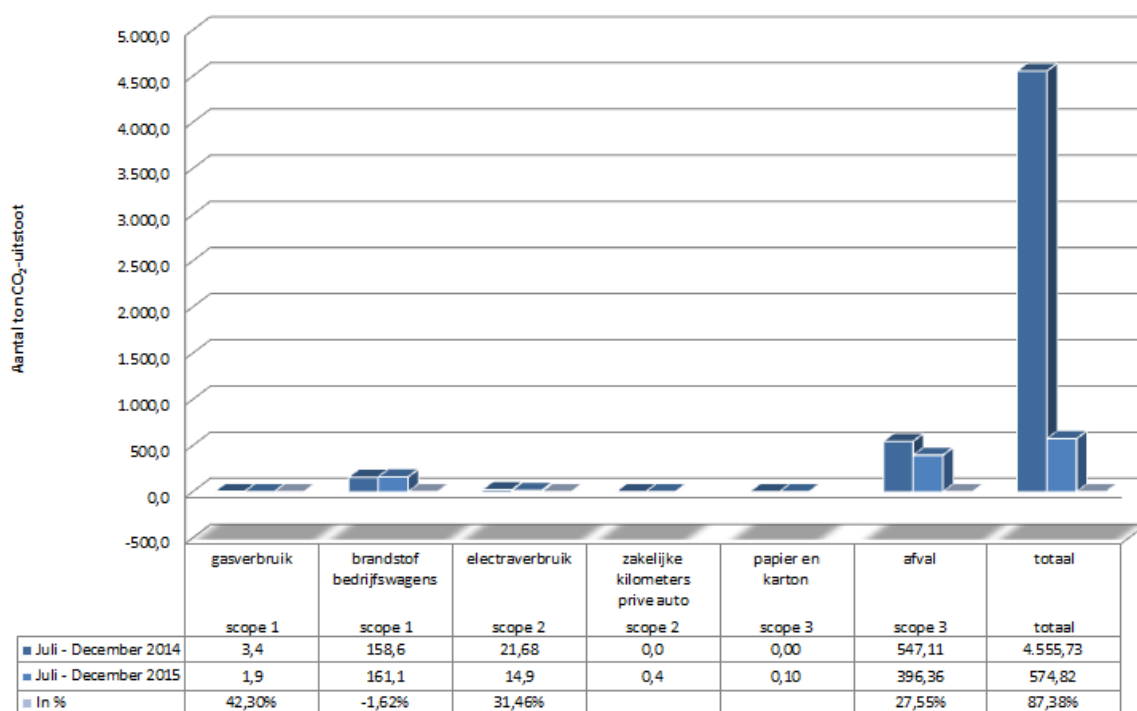 5.000,0
4.500,0
4.000,0
3.500,0
3.000,0
2.500,0
2.000,0
1.500,0
1.000,0
500,0
0,0
-500,0
Aantal ton CO₂-uitstoot
gasverbruik brandstof bedrijfswagens electraverbruik zakelijke kilometers prive auto papier en karton afval totaal
scope 1 scope 1 scope 2 scope 2 scope 3 scope 3 totaal
Juli - December 2014 3,4 158,6 21,68 0,0 0,00 547,11 4.555,73
Juli - December 2015 1,9 161,1 14,9 0,4 0,10 396,36 574,82
In % 42,30% -1,62% 31,46% 27,55% 87,38%